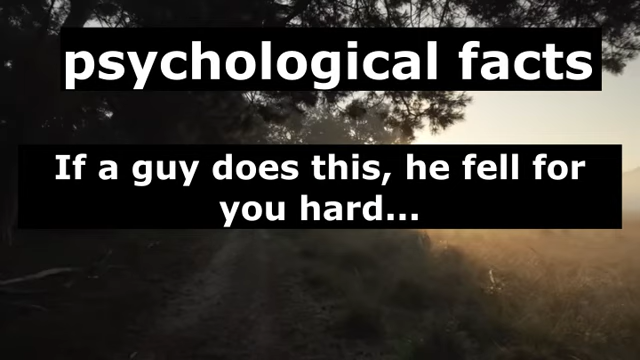 psychological facts
If a guy does this, he fell for
you hard...